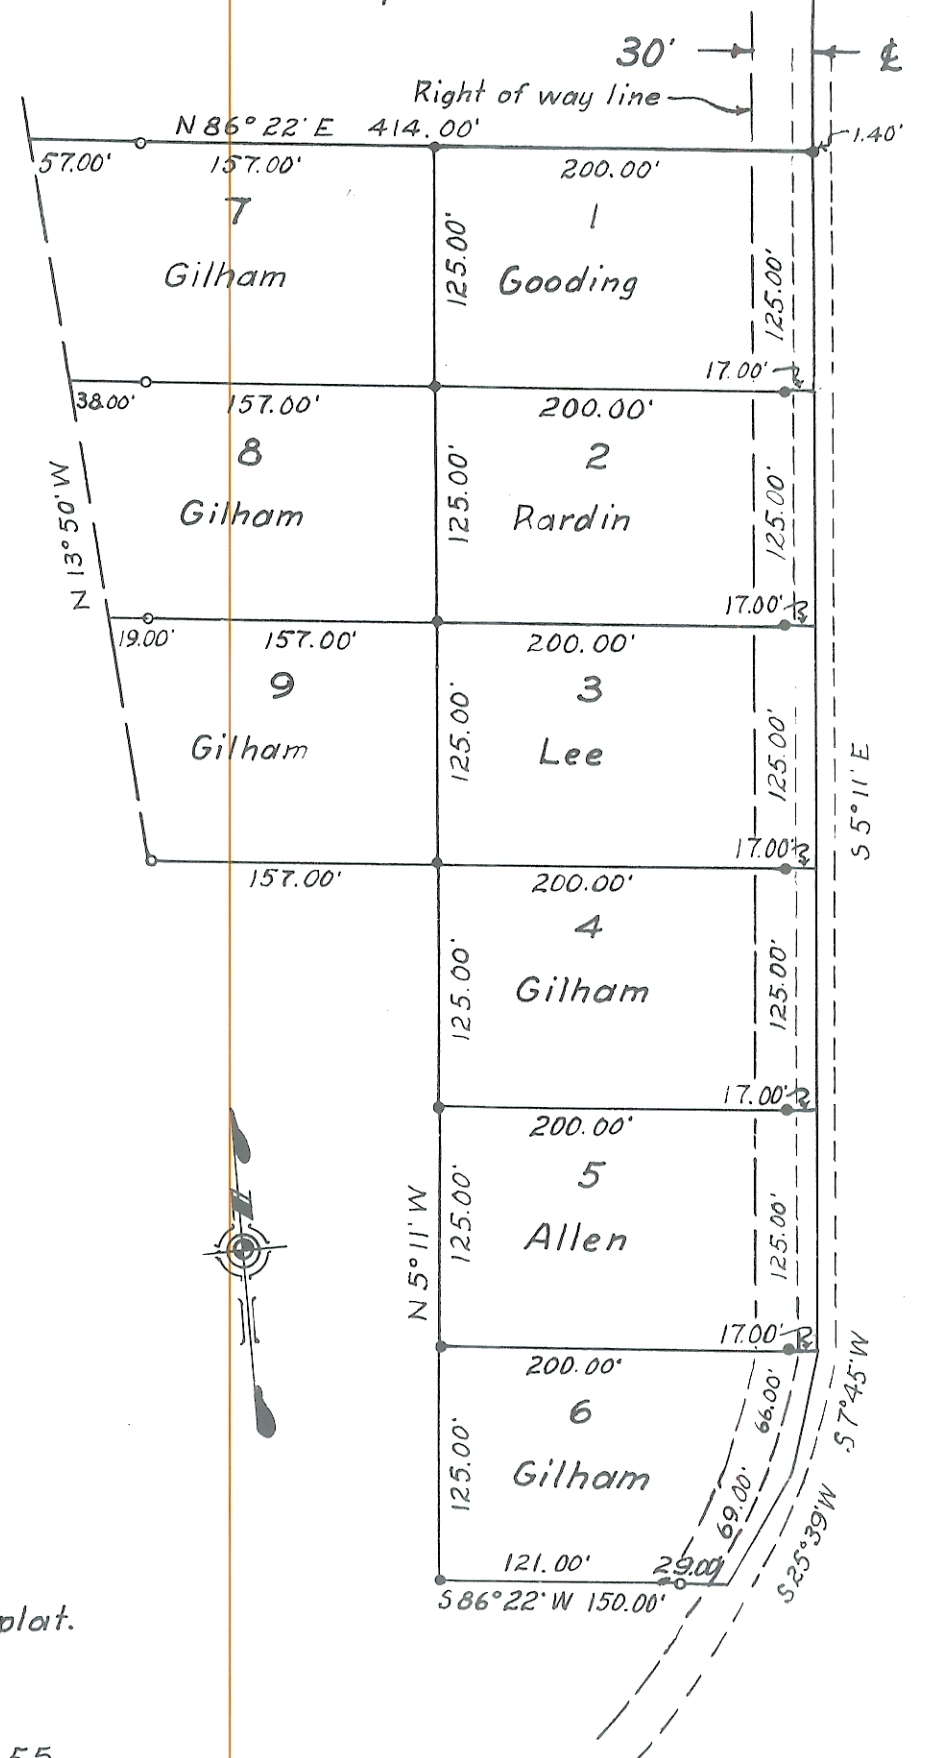 30' ℄
Right of way line
N 86° 22' E 414.00'
1.40'
57.00' 157.00' 200.00'
7 1
Gilham 125.00' Gooding 125.00'
17.00'
38.00' 157.00' 200.00'
8 2
N 13° 50' W Gilham 125.00' Rardin 125.00'
17.00'
19.00' 157.00' 200.00'
9 3
Gilham 125.00' Lee 125.00' S 5° 11' E
17.00'
157.00' 200.00'
4
125.00' Gilham 125.00'
17.00'
200.00'
5
N 5° 11' W 125.00' Allen 125.00'
17.00'
200.00' 66.00' S 7° 45' W
6
125.00' Gilham 69.00' S 25° 39' W
121.00' 29.00'
S 86° 22' W 150.00'
plat.
55